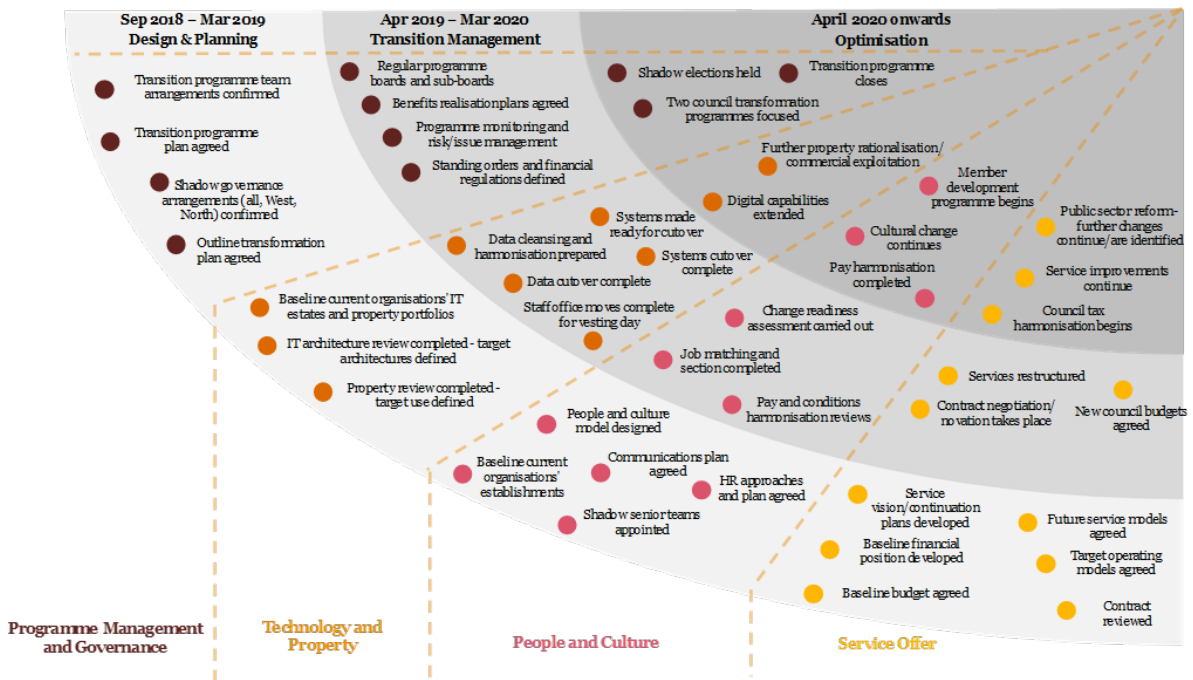 Sep 2018 – Mar 2019
Design & Planning
Apr 2019 – Mar 2020
Transition Management
April 2020 onwards
Optimisation
Transition programme team
arrangements confirmed
Transition programme
plan agreed
Shadow governance
arrangements (all, West,
North) confirmed
Outline transformation
plan agreed
Regular programme
boards and sub-boards
Benefits realisation plans agreed
Programme monitoring and
risk/issue management
Standing orders and financial
regulations defined
Shadow elections held
Transition programme
closes
Two council transformation
programmes focused
Further property rationalisation/
commercial exploitation
Digital capabilities
extended
Member
development
programme begins
Cultural change
continues
Pay harmonisation
completed
Public sector reform-
further changes
continue/are identified
Service improvements
continue
Council tax
harmonisation begins
Systems made
ready for cutover
Data cleansing and
harmonisation prepared
Systems cutover
complete
Data cutover complete
Staff office moves complete
for vesting day
Baseline current organisations' IT
estates and property portfolios
IT architecture review completed - target
architectures defined
Property review completed -
target use defined
Change readiness
assessment carried out
Job matching and
section completed
Pay and conditions
harmonisation reviews
People and culture
model designed
Baseline current
organisations'
establishments
Communications plan
agreed
HR approaches
and plan agreed
Shadow senior teams
appointed
Services restructured
Contract negotiation/
novation takes place
New council budgets
agreed
Service
vision/continuation
plans developed
Baseline financial
position developed
Baseline budget agreed
Future service models
agreed
Target operating
models agreed
Contract
reviewed
Programme Management
and Governance
Technology and
Property
People and Culture
Service Offer